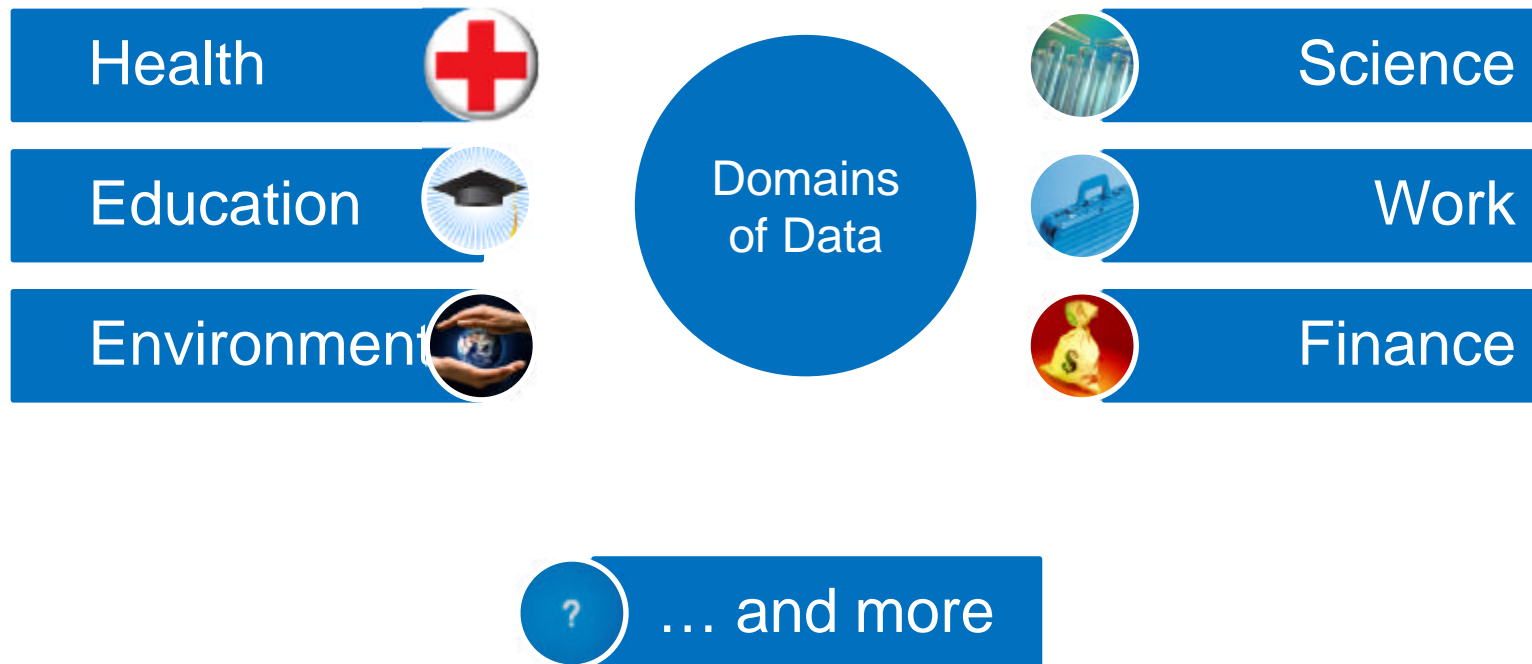 Health
Education
Environment
Domains
of Data
Science
Work
Finance
$
?
… and more